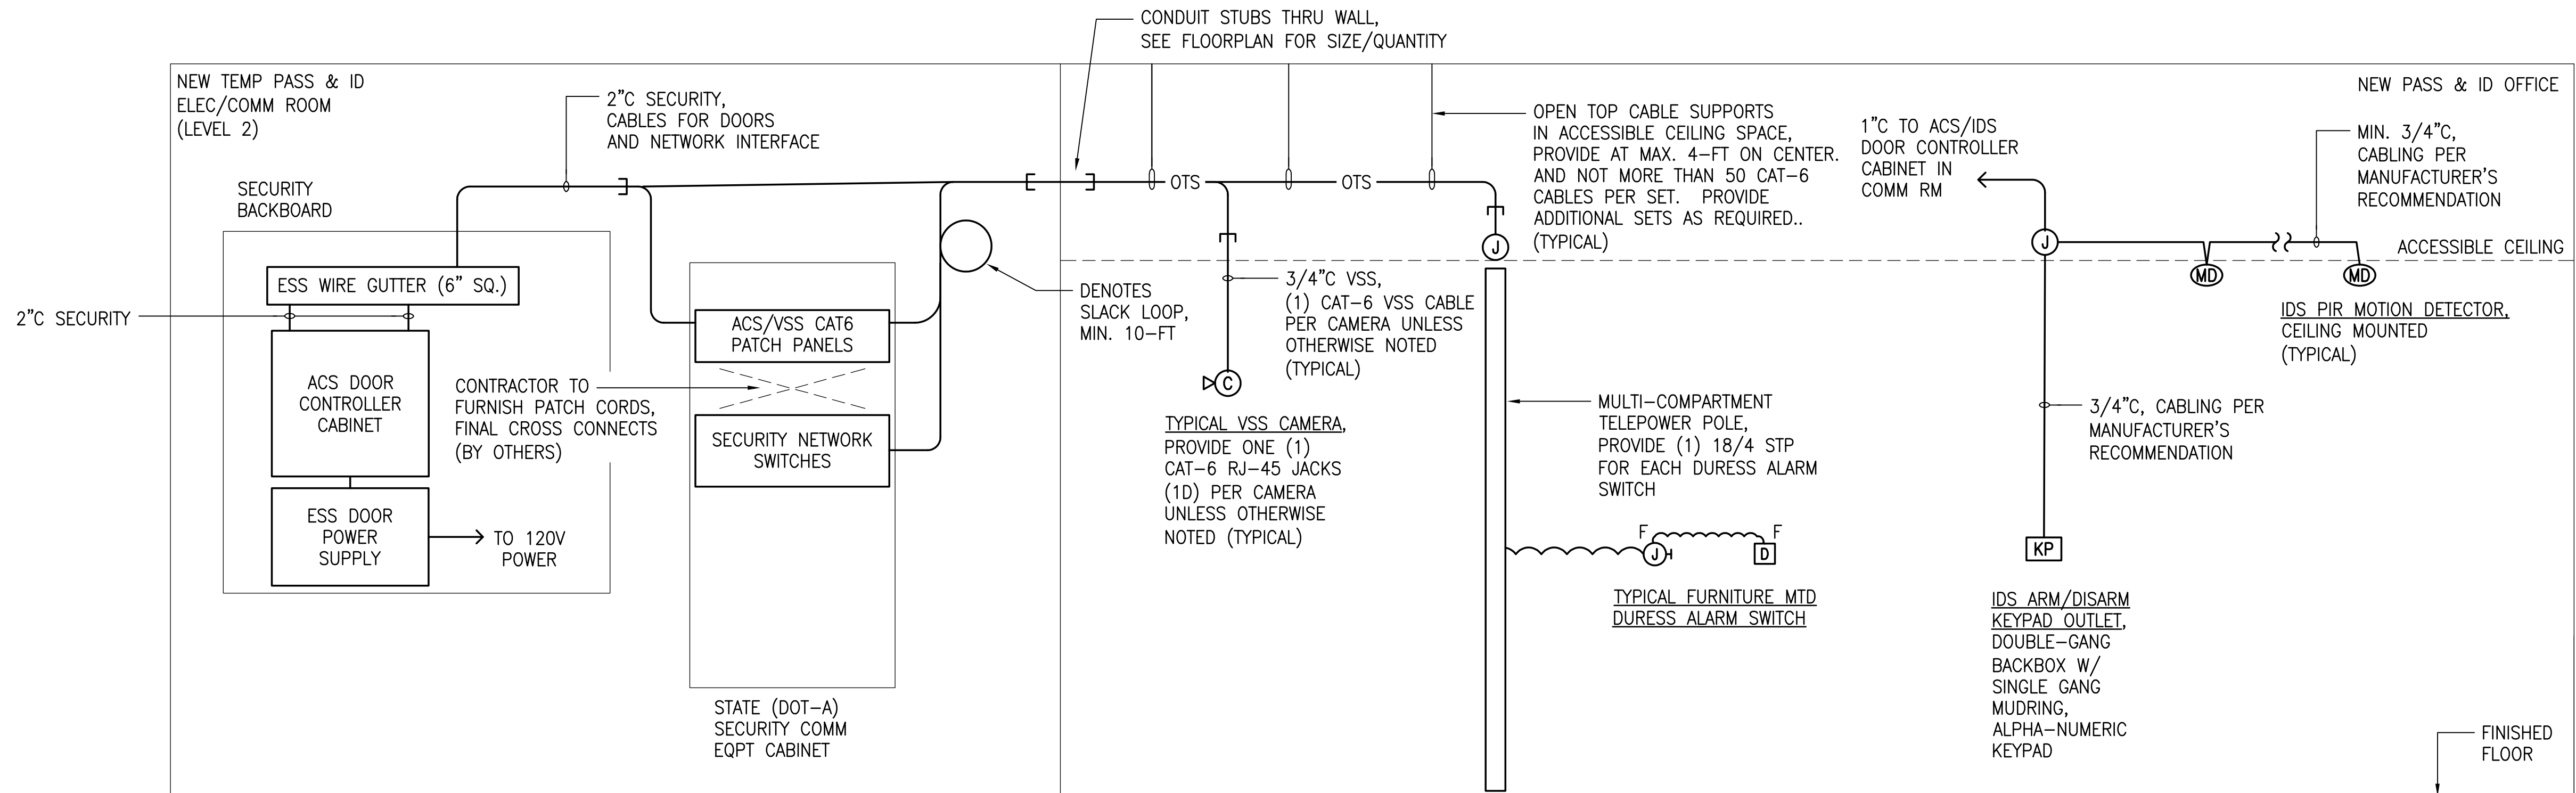 CONDUIT STUBS THRU WALL,
SEE FLOORPLAN FOR SIZE/QUANTITY
NEW TEMP PASS & ID
ELEC/COMM ROOM
(LEVEL 2)
2"C SECURITY,
CABLES FOR DOORS
AND NETWORK INTERFACE
SECURITY
BACKBOARD
ESS WIRE GUTTER (6" SQ.)
2"C SECURITY
ACS DOOR
CONTROLLER
CABINET
ESS DOOR
POWER
SUPPLY
TO 120V
POWER
CONTRACTOR TO
FURNISH PATCH CORDS,
FINAL CROSS CONNECTS
(BY OTHERS)
ACS/VSS CAT6
PATCH PANELS
SECURITY NETWORK
SWITCHES
STATE (DOT-A)
SECURITY COMM
EQPT CABINET
DENOTES
SLACK LOOP,
MIN. 10-FT
OTS
OTS
3/4"C VSS,
(1) CAT-6 VSS CABLE
PER CAMERA UNLESS
OTHERWISE NOTED
(TYPICAL)
C
TYPICAL VSS CAMERA,
PROVIDE ONE (1)
CAT-6 RJ-45 JACKS
(1D) PER CAMERA
UNLESS OTHERWISE
NOTED (TYPICAL)
J
OPEN TOP CABLE SUPPORTS
IN ACCESSIBLE CEILING SPACE,
PROVIDE AT MAX. 4-FT ON CENTER.
AND NOT MORE THAN 50 CAT-6
CABLES PER SET. PROVIDE
ADDITIONAL SETS AS REQUIRED..
(TYPICAL)
MULTI-COMPARTMENT
TELEPOWER POLE,
PROVIDE (1) 18/4 STP
FOR EACH DURESS ALARM
SWITCH
F
F
J
H
D
TYPICAL FURNITURE MTD
DURESS ALARM SWITCH
NEW PASS & ID OFFICE
1"C TO ACS/IDS
DOOR CONTROLLER
CABINET IN
COMM RM
J
MIN. 3/4"C,
CABLING PER
MANUFACTURER'S
RECOMMENDATION
ACCESSIBLE CEILING
MD
MD
IDS PIR MOTION DETECTOR,
CEILING MOUNTED
(TYPICAL)
3/4"C, CABLING PER
MANUFACTURER'S
RECOMMENDATION
KP
IDS ARM/DISARM
KEYPAD OUTLET,
DOUBLE-GANG
BACKBOX W/
SINGLE GANG
MUDRING,
ALPHA-NUMERIC
KEYPAD
FINISHED
FLOOR